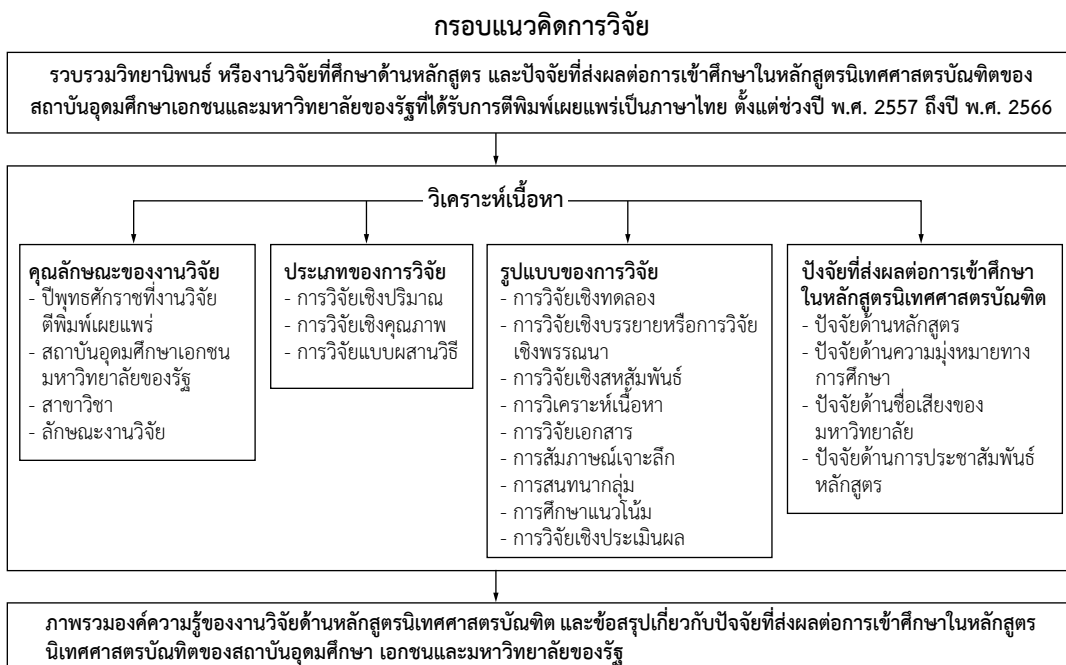 กรอบแนวคิดการวิจัย
รวบรวมวิทยานิพนธ์ หรืองานวิจัยที่ศึกษาด้านหลักสูตร และปัจจัยที่ส่งผลต่อการเข้าศึกษาในหลักสูตรนิเทศศาสตรบัณฑิตของ
สถาบันอุดมศึกษาเอกชนและมหาวิทยาลัยของรัฐที่ได้รับการตีพิมพ์เผยแพร่เป็นภาษาไทย ตั้งแต่ช่วงปี พ.ศ. 2557 ถึงปี พ.ศ. 2566
วิเคราะห์เนื้อหา
คุณลักษณะของงานวิจัย
- ปีพุทธศักราชที่งานวิจัย
ตีพิมพ์เผยแพร่
- สถาบันอุดมศึกษาเอกชน
มหาวิทยาลัยของรัฐ
- สาขาวิชา
- ลักษณะงานวิจัย
ประเภทของการวิจัย
- การวิจัยเชิงปริมาณ
- การวิจัยเชิงคุณภาพ
- การวิจัยแบบผสานวิธี
รูปแบบของการวิจัย
- การวิจัยเชิงทดลอง
- การวิจัยเชิงบรรยายหรือการวิจัย
เชิงพรรณนา
- การวิจัยเชิงสหสัมพันธ์
- การวิเคราะห์เนื้อหา
- การวิจัยเอกสาร
- การสัมภาษณ์เจาะลึก
- การสนทนากลุ่ม
- การศึกษาแนวโน้ม
- การวิจัยเชิงประเมินผล
ปังจัยที่ส่งผลต่อการเข้าศึกษา
ในหลักสูตรนิเทศศาสตรบัณฑิต
- ปัจจัยด้านหลักสูตร
- ปัจจัยด้านความมุ่งหมายทาง
การศึกษา
- ปัจจัยด้านชื่อเสียงของ
มหาวิทยาลัย
- ปัจจัยด้านการประชาสัมพันธ์
หลักสูตร
ภาพรวมองค์ความรู้ของงานวิจัยด้านหลักสูตรนิเทศศาสตรบัณฑิต และข้อสรุปเกี่ยวกับปัจจัยที่ส่งผลต่อการเข้าศึกษาในหลักสูตร
นิเทศศาสตรบัณฑิตของสถาบันอุดมศึกษา เอกชนและมหาวิทยาลัยของรัฐ